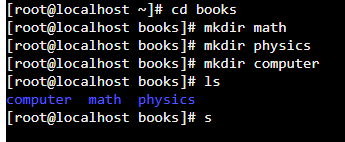 [root@localhost ~]# cd books
[root@localhost books]# mkdir math
[root@localhost books]# mkdir physics
[root@localhost books]# mkdir computer
[root@localhost books]# ls
computer  math  physics
[root@localhost books]# s